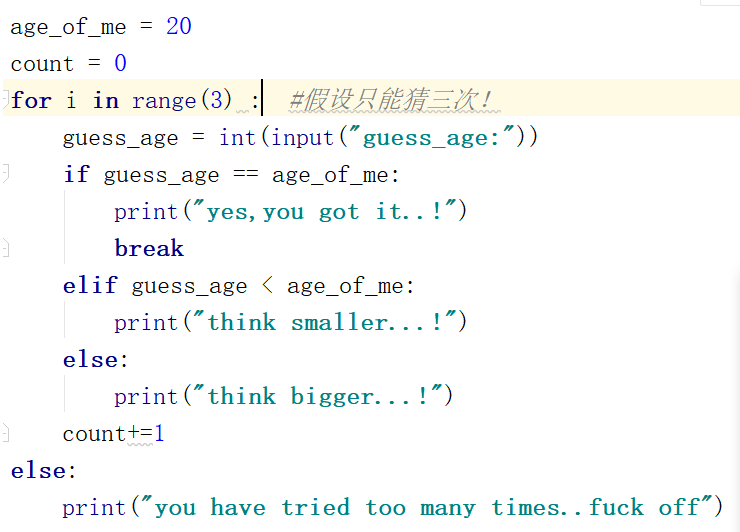 age_of_me = 20
count = 0
for i in range(3) :  #假设只能猜三次！
    guess_age = int(input("guess_age:"))
    if guess_age == age_of_me:
        print("yes,you got it..!")
        break
    elif guess_age < age_of_me:
        print("think smaller...!")
    else:
        print("think bigger...!")
    count+=1
else:
    print("you have tried too many times..fuck off")